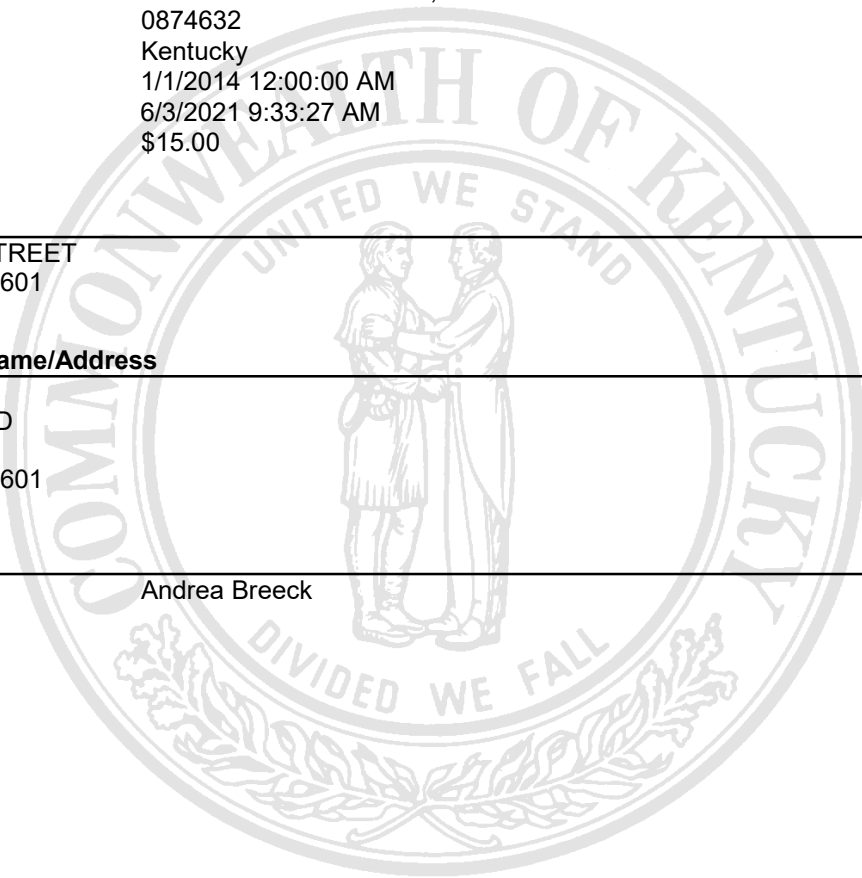 0874632
Kentucky
1/1/2014 12:00:00 AM
6/3/2021 9:33:27 AM
$15.00
TREET
601
ame/Address
D
601
Andrea Breeck
COMMONWEALTH OF KENTUCKY
UNITED WE STAND
DIVIDED WE FALL